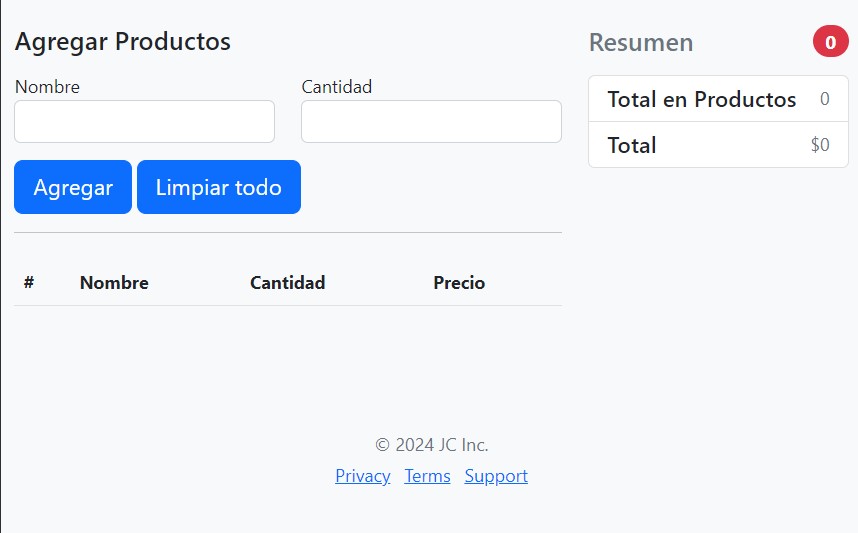 Agregar Productos
Nombre Cantidad
Agregar Limpiar todo
# Nombre Cantidad Precio
Resumen 0
Total en Productos 0
Total $0
© 2024 JC Inc.
Privacy Terms Support